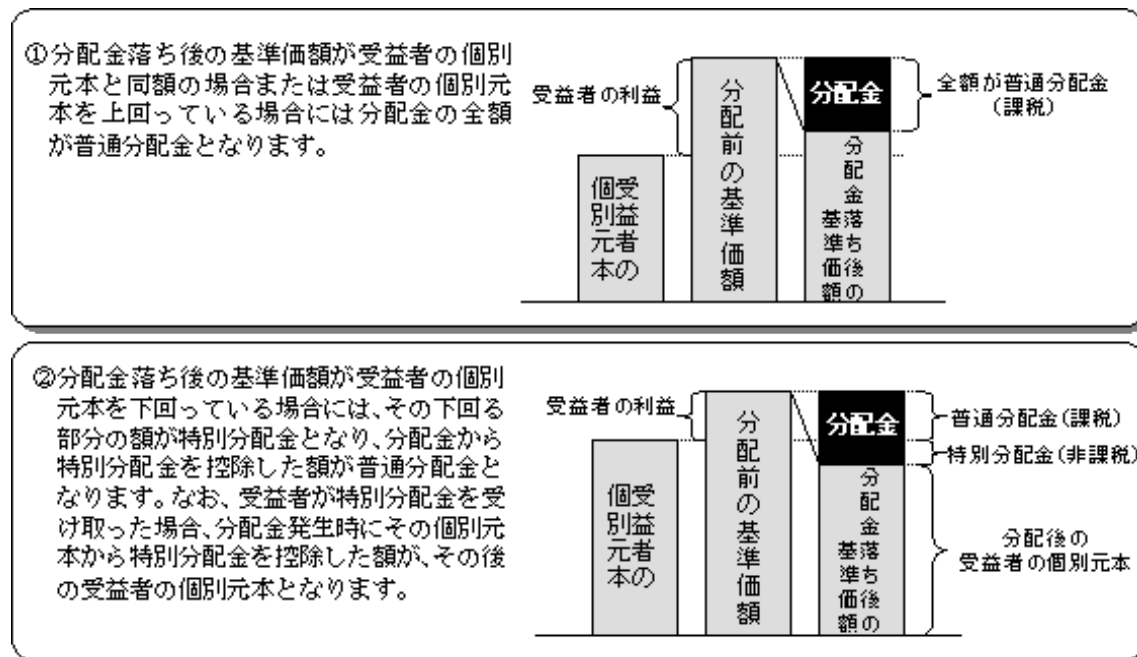 ①分配金落ち後の基準価額が受益者の個別
元本と同額の場合または受益者の個別元
本を上回っている場合には分配金の全額
が普通分配金となります。
受益者の利益
受益者の
個別元本
分配前の基準価額
分配金
分配金落ち後の
基準価額
全額が普通分配金
(課税)
②分配金落ち後の基準価額が受益者の個別
元本を下回っている場合には、その下回る
部分の額が特別分配金となり、分配金から
特別分配金を控除した額が普通分配金と
なります。なお、受益者が特別分配金を受
け取った場合、分配金発生時にその個別元
本から特別分配金を控除した額が、その後
の受益者の個別元本となります。
受益者の利益
受益者の
個別元本
分配前の基準価額
分配金
分配金落ち後の
基準価額
普通分配金(課税)
特別分配金(非課税)
分配後の
受益者の個別元本